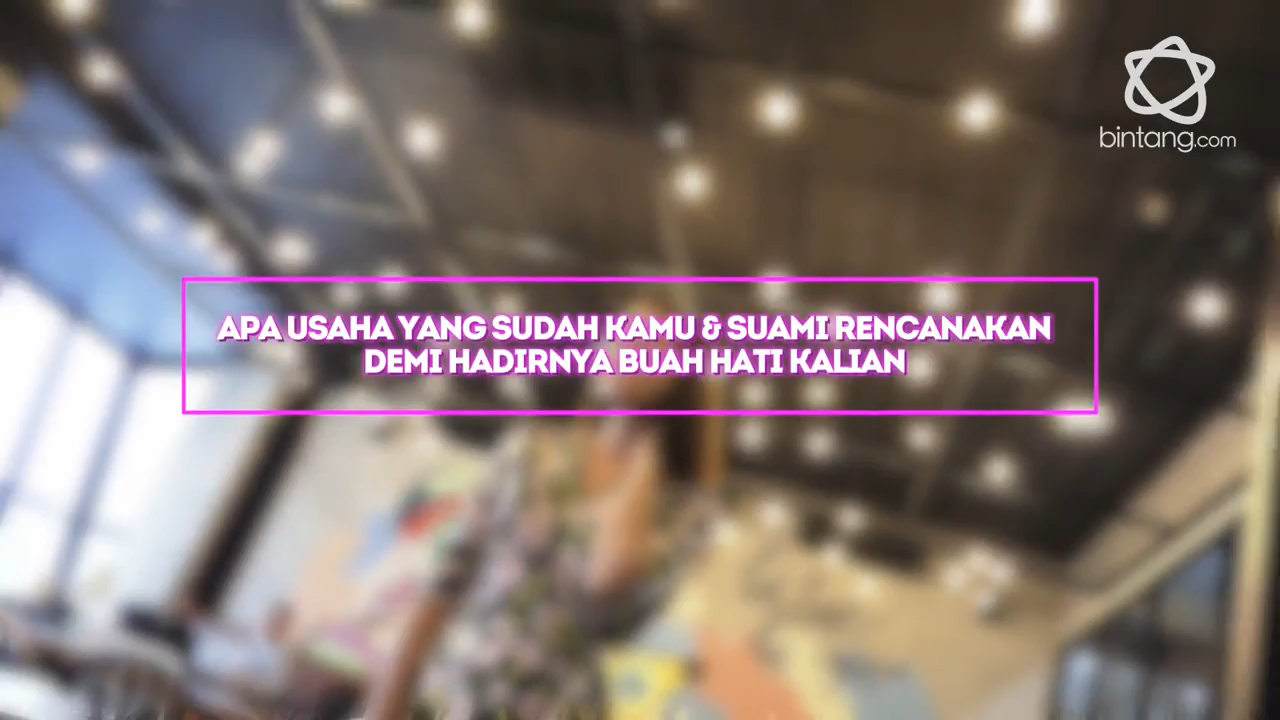 bintang.com
APA USAHA YANG SUDAH KAMU & SUAMI RENCANAKAN
DEMI HADIRNYA BUAH HATI KALIAN